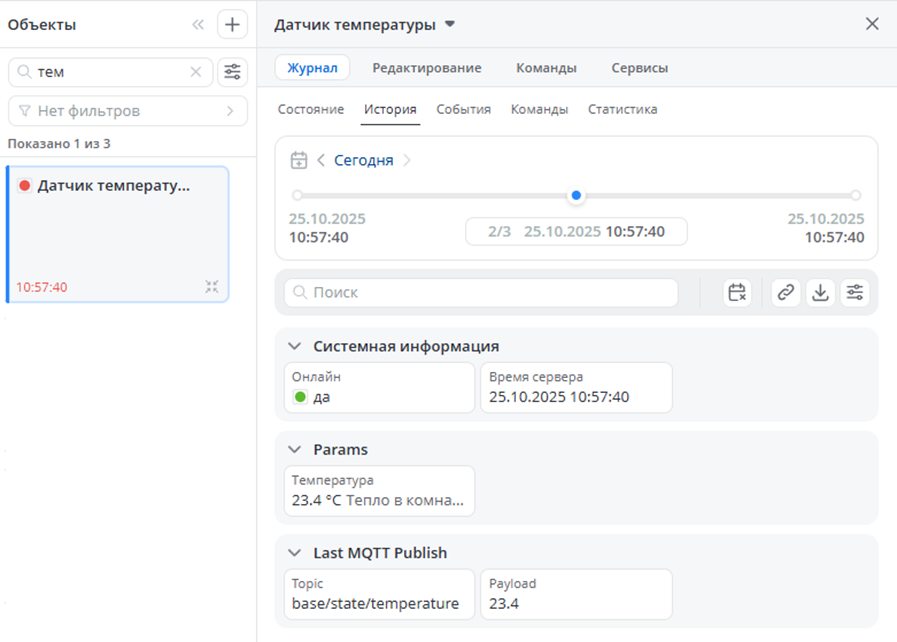 Объекты
тем
Нет фильтров
Показано 1 из 3
Датчик температу...
10:57:40
Датчик температуры
Журнал Редактирование Команды Сервисы
Состояние История События Команды Статистика
Сегодня
25.10.2025 25.10.2025
10:57:40 2/3 25.10.2025 10:57:40 10:57:40
Поиск
Системная информация
Онлайн Время сервера
да 25.10.2025 10:57:40
Params
Температура
23.4 °C Тепло в комна...
Last MQTT Publish
Topic Payload
base/state/temperature 23.4